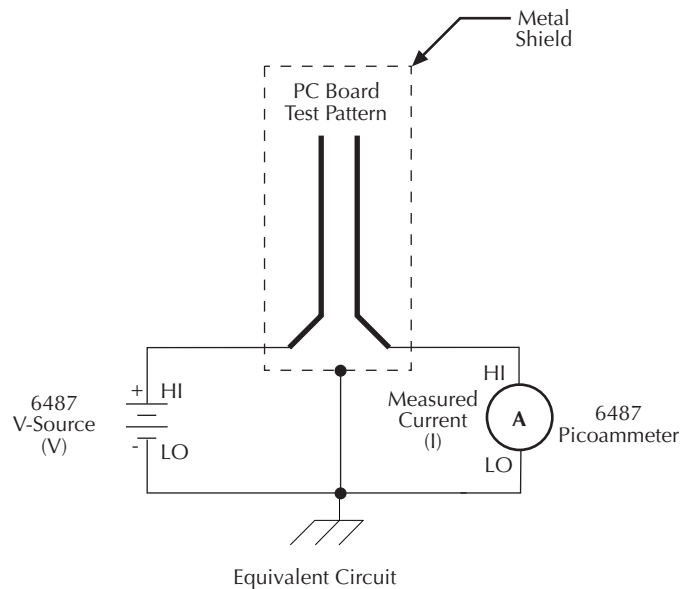 Metal
Shield
PC Board
Test Pattern
+ HI
6487
V-Source
(V)
- LO
HI
Measured
Current
(I)
A
6487
Picoammeter
LO
Equivalent Circuit